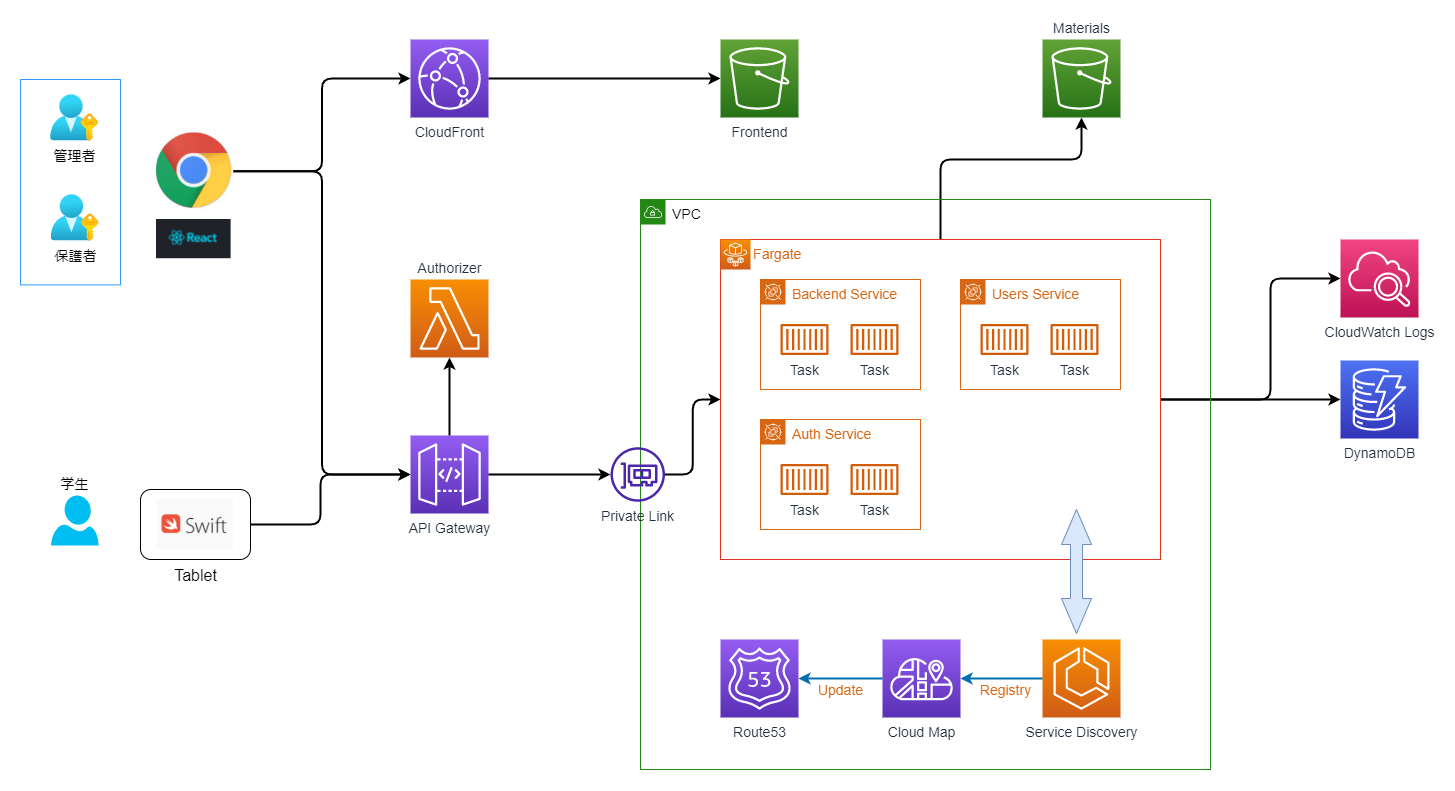 Materials
CloudFront
Frontend
管理者
保護者
React
VPC
Fargate
Authorizer
Backend Service
Users Service
Task
Task
Task
Task
CloudWatch Logs
Auth Service
Task
Task
DynamoDB
学生
Swift
Tablet
</>
API Gateway
Private Link
53
Update
Registry
Route53
Cloud Map
Service Discovery